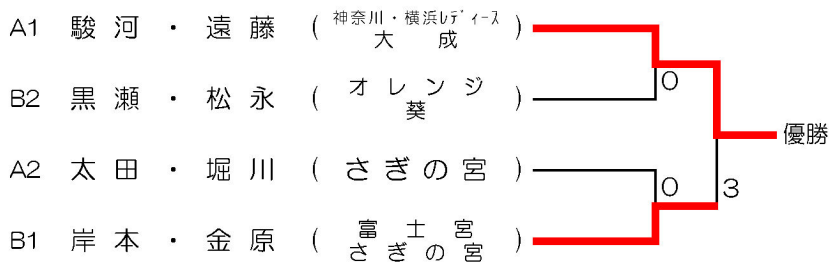 A1 駿河・遠藤 ( 神奈川・横浜ﾚﾃﾞｨｰｽ
大成 )
0
B2 黒瀬・松永 ( オレンジ
葵 )
優勝
A2 太田・堀川 ( さぎの宮 )
0
3
B1 岸本・金原 ( 富士宮
さぎの宮 )